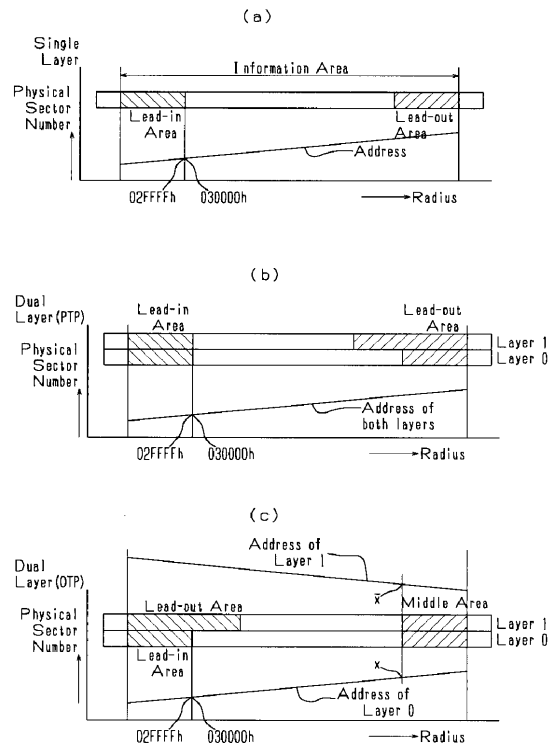 (a)
Single
Layer
Information Area
Physical
Sector
Number
Lead-in
Area
Lead-out
Area
Address
02FFFFh
030000h
Radius
(b)
Dual
Layer(PTP)
Lead-in
Area
Lead-out
Area
Layer 1
Layer 0
Physical
Sector
Number
Address of
both layers
02FFFFh
030000h
Radius
(c)
Address of
Layer 1
Dual
Layer(OTP)
x̄
Lead-out Area
Middle Area
Physical
Sector
Number
Layer 1
Layer 0
Lead-in
Area
x
Address of
Layer 0
02FFFFh
030000h
Radius